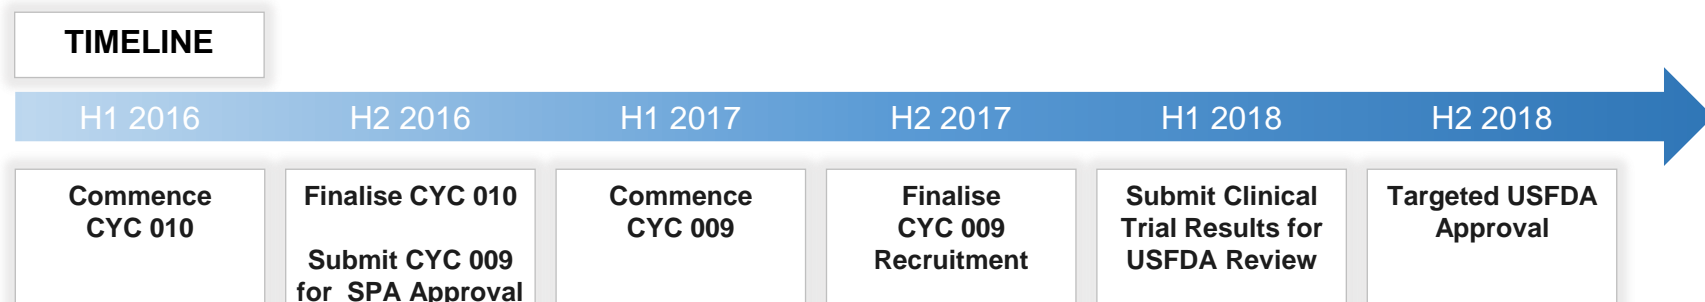 TIMELINE
H1 2016 H2 2016 H1 2017 H2 2017 H1 2018 H2 2018
Commence
CYC 010
Finalise CYC 010
Submit CYC 009
for SPA Approval
Commence
CYC 009
Finalise
CYC 009
Recruitment
Submit Clinical
Trial Results for
USFDA Review
Targeted USFDA
Approval